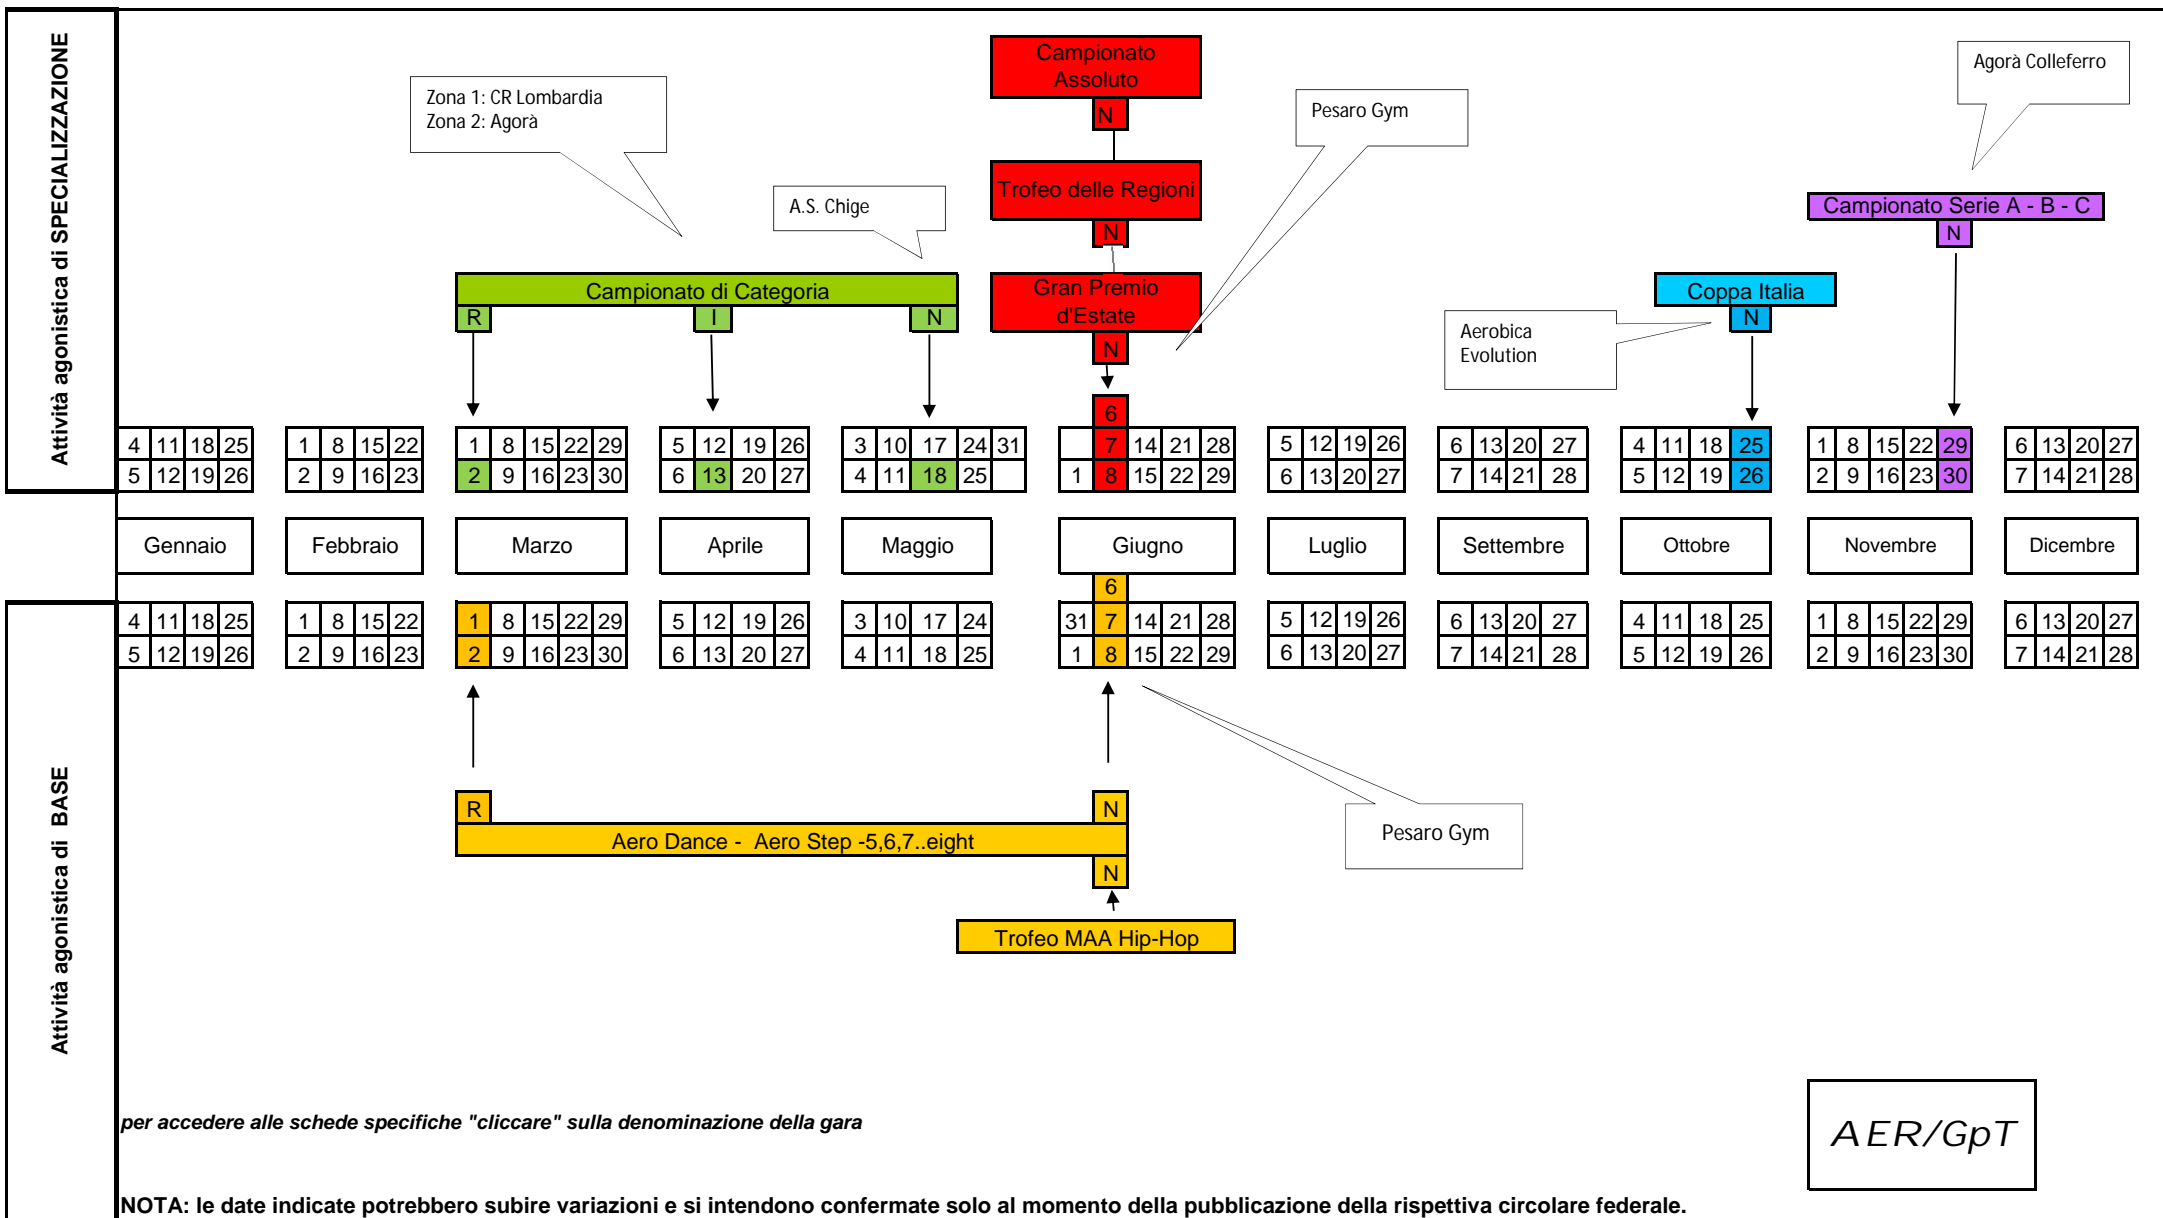 Attività agonistica di SPECIALIZZAZIONE
Campionato
Assoluto
N
Agorà Colleferro
Zona 1: CR Lombardia
Zona 2: Agorà
Pesaro Gym
A.S. Chige
Trofeo delle Regioni
N
Campionato Serie A - B - C
N
Campionato di Categoria
R I N
Gran Premio
d'Estate
N
Coppa Italia
N
Aerobica
Evolution
6
4 11 18 25 1 8 15 22 1 8 15 22 29 5 12 19 26 3 10 17 24 31 7 14 21 28 5 12 19 26 6 13 20 27 4 11 18 25 1 8 15 22 29 6 13 20 27
5 12 19 26 2 9 16 23 2 9 16 23 30 6 13 20 27 4 11 18 25 1 8 15 22 29 6 13 20 27 7 14 21 28 5 12 19 26 2 9 16 23 30 7 14 21 28
Gennaio Febbraio Marzo Aprile Maggio Giugno Luglio Settembre Ottobre Novembre Dicembre
6
4 11 18 25 1 8 15 22 1 8 15 22 29 5 12 19 26 3 10 17 24 31 7 14 21 28 5 12 19 26 6 13 20 27 4 11 18 25 1 8 15 22 29 6 13 20 27
5 12 19 26 2 9 16 23 2 9 16 23 30 6 13 20 27 4 11 18 25 1 8 15 22 29 6 13 20 27 7 14 21 28 5 12 19 26 2 9 16 23 30 7 14 21 28
Attività agonistica di BASE
R N
Aero Dance - Aero Step -5,6,7..eight
N
Pesaro Gym
Trofeo MAA Hip-Hop
per accedere alle schede specifiche "cliccare" sulla denominazione della gara
AER/GpT
NOTA: le date indicate potrebbero subire variazioni e si intendono confermate solo al momento della pubblicazione della rispettiva circolare federale.